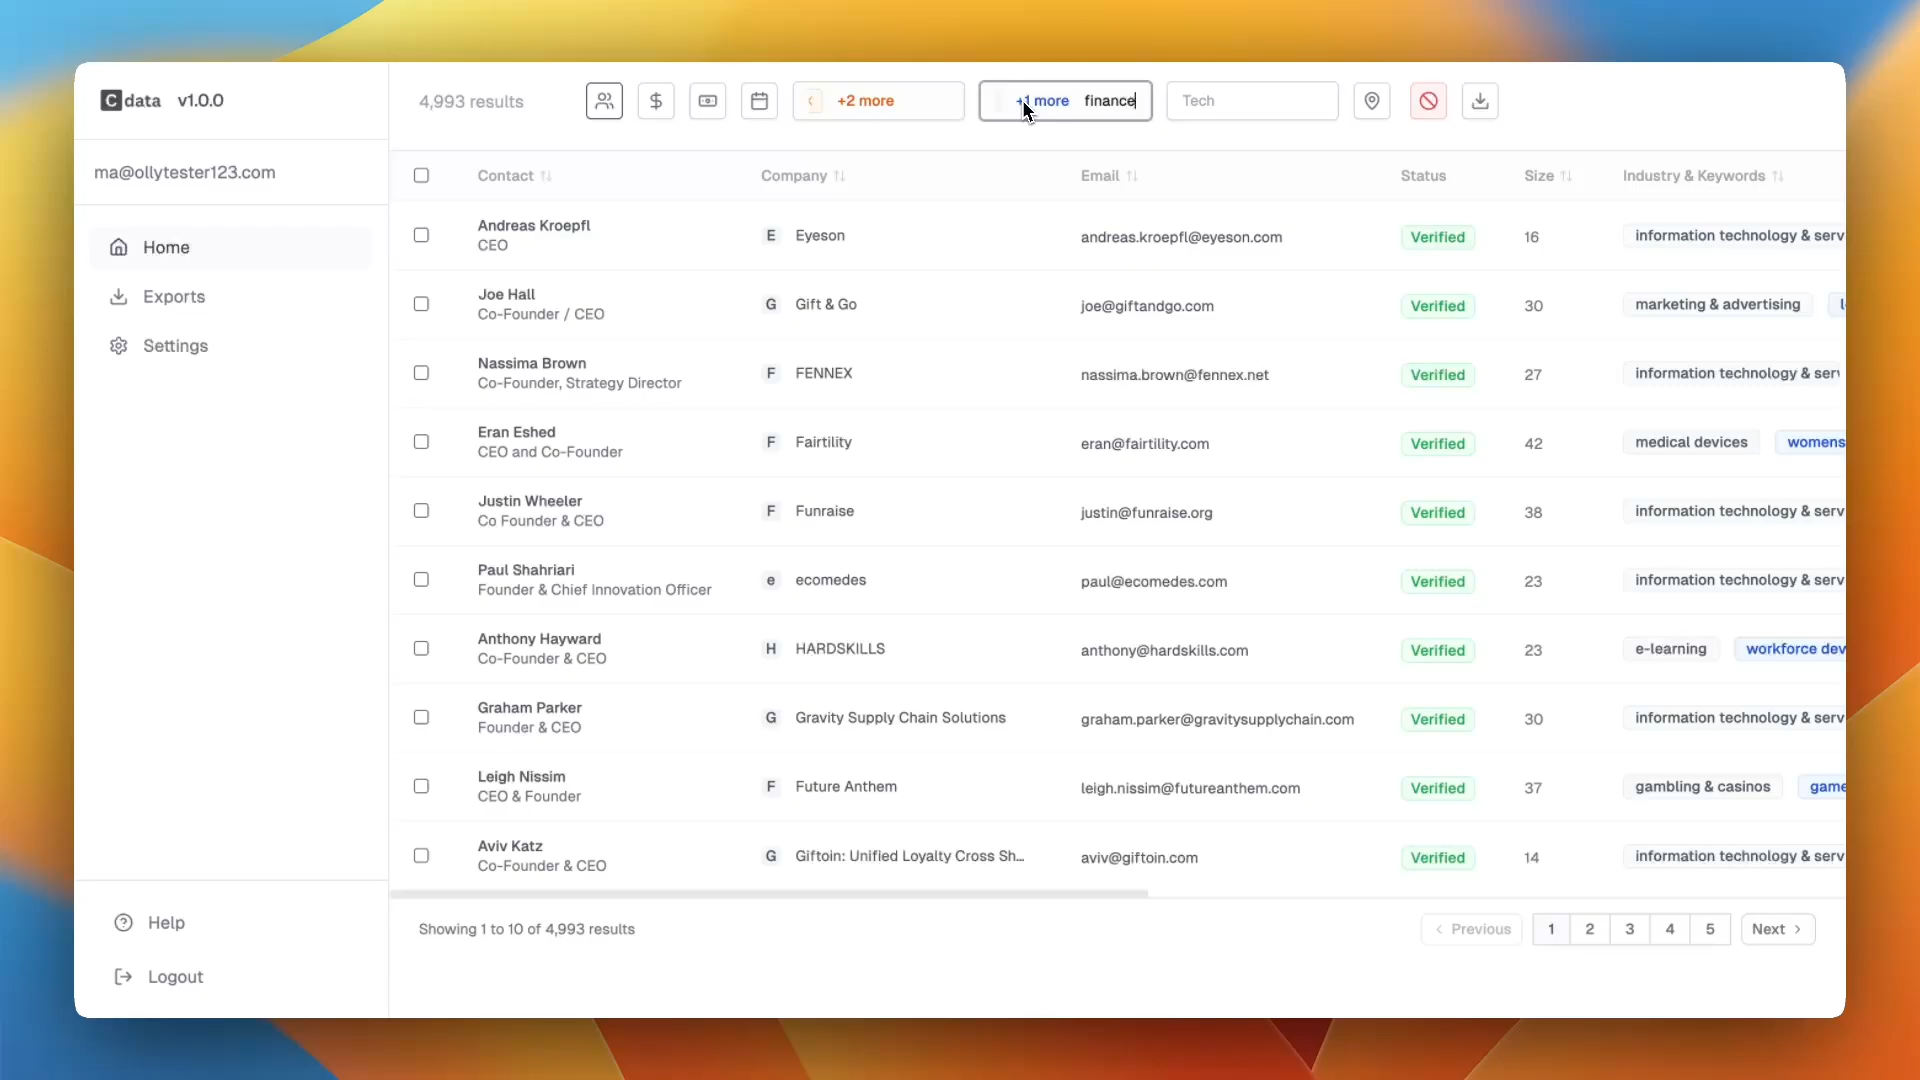 C data v1.0.0
ma@ollytester123.com
Home
Exports
Settings
Help
Logout
4,993 results
+2 more
+1 more finance
Tech
Contact Company Email Status Size Industry & Keywords
Andreas Kroepfl
CEO
E Eyeson andreas.kroepfl@eyeson.com Verified 16 information technology & serv
Joe Hall
Co-Founder / CEO
G Gift & Go joe@giftandgo.com Verified 30 marketing & advertising
Nassima Brown
Co-Founder, Strategy Director
F FENNEX nassima.brown@fennex.net Verified 27 information technology & ser
Eran Eshed
CEO and Co-Founder
F Fairtility eran@fairtility.com Verified 42 medical devices womens
Justin Wheeler
Co Founder & CEO
F Funraise justin@funraise.org Verified 38 information technology & serv
Paul Shahriari
Founder & Chief Innovation Officer
e ecomedes paul@ecomedes.com Verified 23 information technology & serv
Anthony Hayward
Co-Founder & CEO
H HARDSKILLS anthony@hardskills.com Verified 23 e-learning workforce dev
Graham Parker
Founder & CEO
G Gravity Supply Chain Solutions graham.parker@gravitysupplychain.com Verified 30 information technology & serv
Leigh Nissim
CEO & Founder
F Future Anthem leigh.nissim@futureanthem.com Verified 37 gambling & casinos game
Aviv Katz
Co-Founder & CEO
G Giftoin: Unified Loyalty Cross Sh... aviv@giftoin.com Verified 14 information technology & serv
Showing 1 to 10 of 4,993 results
Previous 1 2 3 4 5 Next